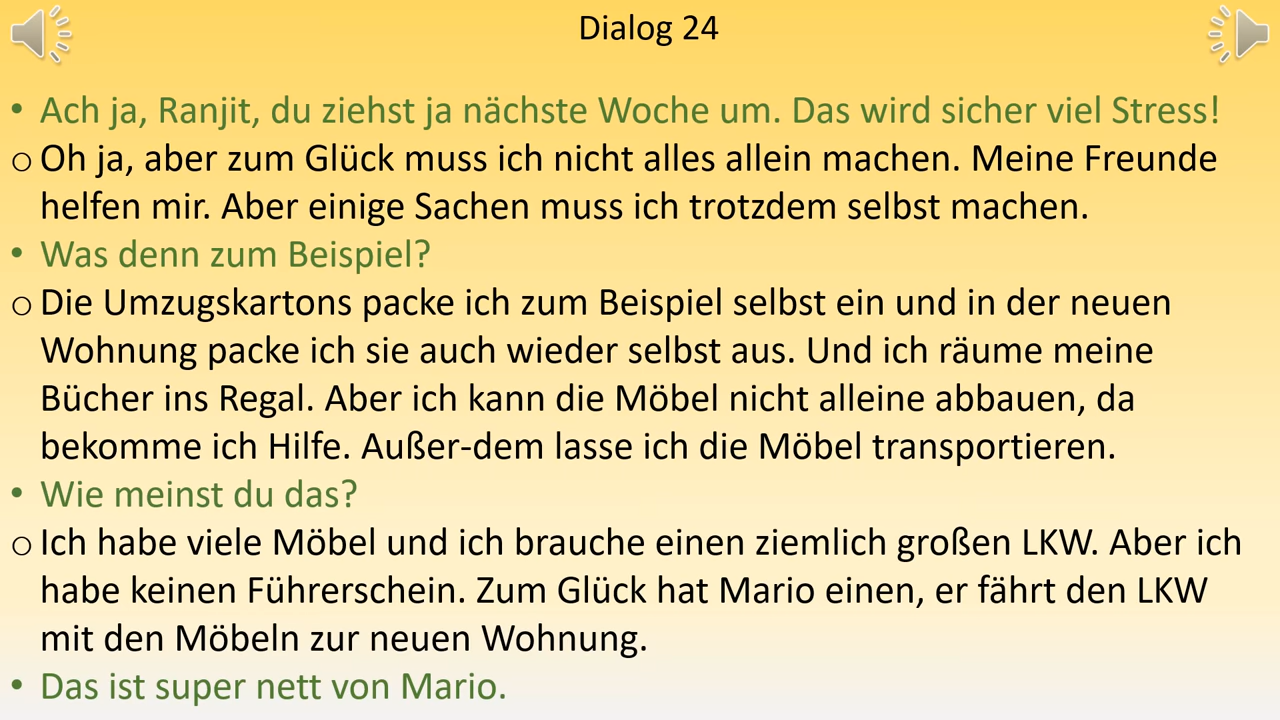 Dialog 24
• Ach ja, Ranjit, du ziehst ja nächste Woche um. Das wird sicher viel Stress!
o Oh ja, aber zum Glück muss ich nicht alles allein machen. Meine Freunde
helfen mir. Aber einige Sachen muss ich trotzdem selbst machen.
• Was denn zum Beispiel?
o Die Umzugskartons packe ich zum Beispiel selbst ein und in der neuen
Wohnung packe ich sie auch wieder selbst aus. Und ich räume meine
Bücher ins Regal. Aber ich kann die Möbel nicht alleine abbauen, da
bekomme ich Hilfe. Außer-dem lasse ich die Möbel transportieren.
• Wie meinst du das?
o Ich habe viele Möbel und ich brauche einen ziemlich großen LKW. Aber ich
habe keinen Führerschein. Zum Glück hat Mario einen, er fährt den LKW
mit den Möbeln zur neuen Wohnung.
• Das ist super nett von Mario.